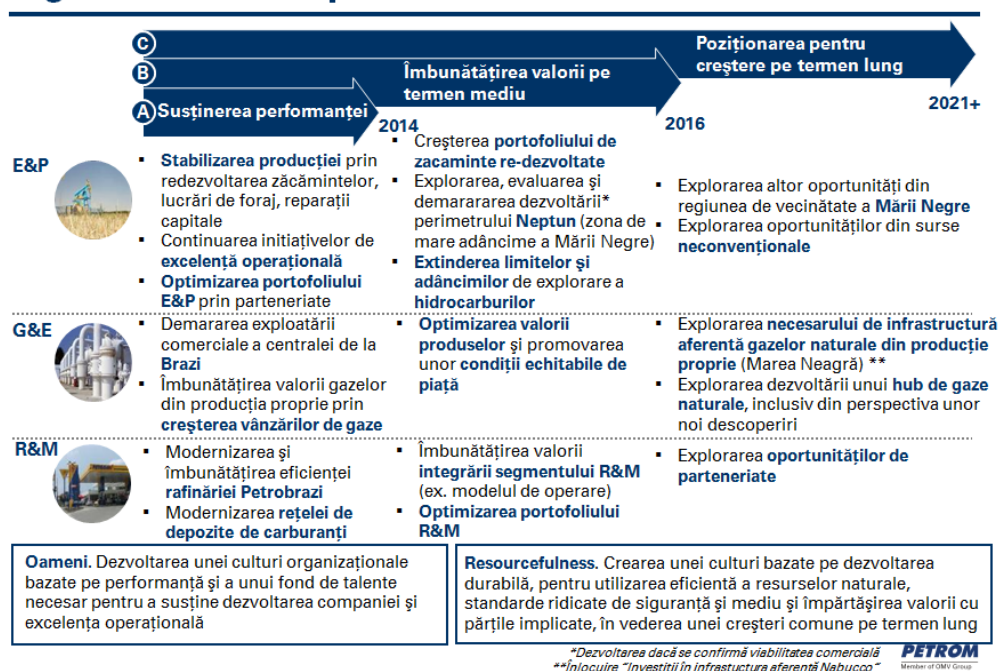 C
B
A
Susținerea performanței
Îmbunătățirea valorii pe
termen mediu
Poziționarea pentru
creștere pe termen lung
2014
2016
2021+
E&P
▪ Stabilizarea producției prin
redezvoltarea zăcămintelor,
lucrări de foraj, reparații
capitale
▪ Continuarea inițiativelor de
excelență operațională
▪ Optimizarea portofoliului
E&P prin parteneriate
▪ Creșterea portofoliului de
zacaminte re-dezvoltate
▪ Explorarea, evaluarea și
demararea dezvoltării*
perimetrului Neptun (zona de
mare adâncime a Mării Negre)
▪ Extinderea limitelor și
adâncimilor de explorare a
hidrocarburilor
▪ Explorarea altor oportunități din
regiunea de vecinătate a Mării Negre
▪ Explorarea oportunităților din surse
neconvenționale
G&E
▪ Demararea exploatării
comerciale a centralei de la
Brazi
▪ Îmbunătățirea valorii gazelor
din producția proprie prin
creșterea vânzărilor de gaze
▪ Optimizarea valorii
produselor și promovarea
unor condiții echitabile de
piață
▪ Explorarea necesarului de infrastructură
aferentă gazelor naturale din producție
proprie (Marea Neagră) **
▪ Explorarea dezvoltării unui hub de gaze
naturale, inclusiv din perspectiva unor
noi descoperiri
R&M
▪ Modernizarea și
îmbunătățirea eficienței
rafinăriei Petrobrazi
▪ Modernizarea rețelei de
depozite de carburanți
▪ Îmbunătățirea valorii
integrării segmentului R&M
(ex. modelul de operare)
▪ Optimizarea portofoliului
R&M
▪ Explorarea oportunităților de
parteneriate
Oameni. Dezvoltarea unei culturi organizaționale
bazate pe performanță și a unui fond de talente
necesar pentru a susține dezvoltarea companiei și
excelența operațională
Resourcefulness. Crearea unei culturi bazate pe dezvoltarea
durabilă, pentru utilizarea eficientă a resurselor naturale,
standarde ridicate de siguranță și mediu și împărtășirea valorii cu
părțile implicate, în vederea unei creșteri comune pe termen lung
*Dezvoltarea dacă se confirmă viabilitatea comercială
**Înlocuire "Investiții în infrastuctura aferentă Nabucco"
PETROM
Member of OMV Group